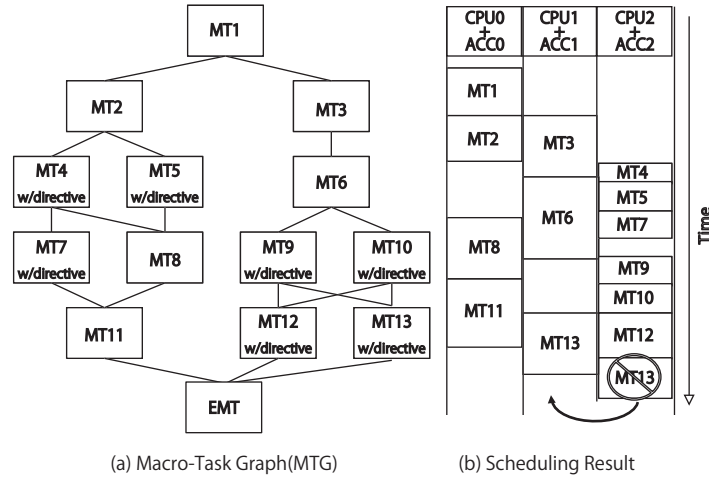 MT1
MT2
MT3
MT4
w/directive
MT5
w/directive
MT6
MT7
w/directive
MT8
MT9
w/directive
MT10
w/directive
MT11
MT12
w/directive
MT13
w/directive
EMT
(a) Macro-Task Graph(MTG)
CPU0
+
ACC0
CPU1
+
ACC1
CPU2
+
ACC2
MT1
MT2
MT3
MT4
MT5
MT6
MT7
MT8
MT9
MT10
MT11
MT12
MT13
MT13
Time
(b) Scheduling Result